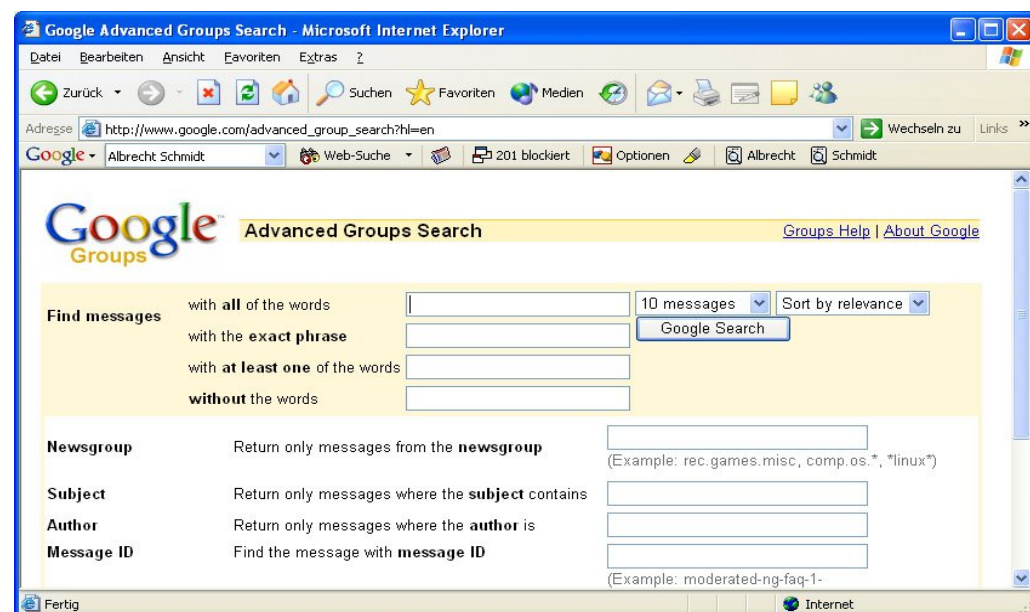 Google Advanced Groups Search - Microsoft Internet Explorer
Datei Bearbeiten Ansicht Favoriten Extras ?
Zurück Suchen Favoriten Medien
Adresse http://www.google.com/advanced_group_search?hl=en Wechseln zu Links »
Google Albrecht Schmidt Web-Suche 201 blockiert Optionen Albrecht Schmidt
Google Groups Advanced Groups Search Groups Help | About Google
Find messages
with all of the words 10 messages Sort by relevance
with the exact phrase Google Search
with at least one of the words
without the words
Newsgroup Return only messages from the newsgroup
(Example: rec.games.misc, comp.os.*, *linux*)
Subject Return only messages where the subject contains
Author Return only messages where the author is
Message ID Find the message with message ID
(Example: moderated-ng-faq-1-
Fertig Internet